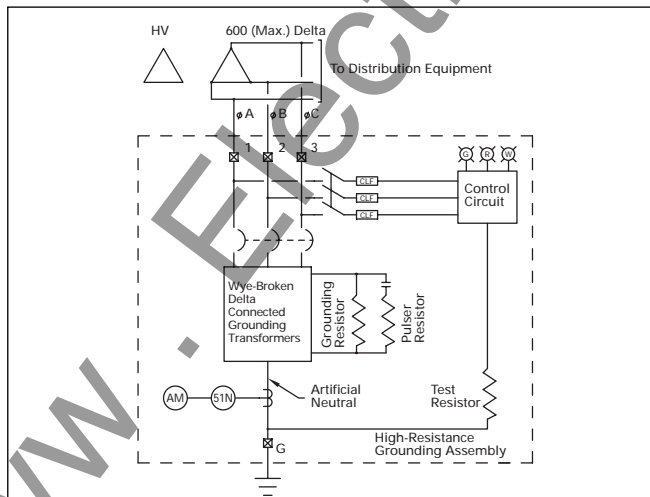 HV
600 (Max.) Delta
To Distribution Equipment
ϕA
ϕB
ϕC
1
2
3
G
R
W
CLF
CLF
CLF
Control
Circuit
Wye-Broken
Delta
Connected
Grounding
Transformers
Grounding
Resistor
Pulser
Resistor
AM
51N
Artificial
Neutral
Test
Resistor
G
High-Resistance
Grounding Assembly
w . Elect